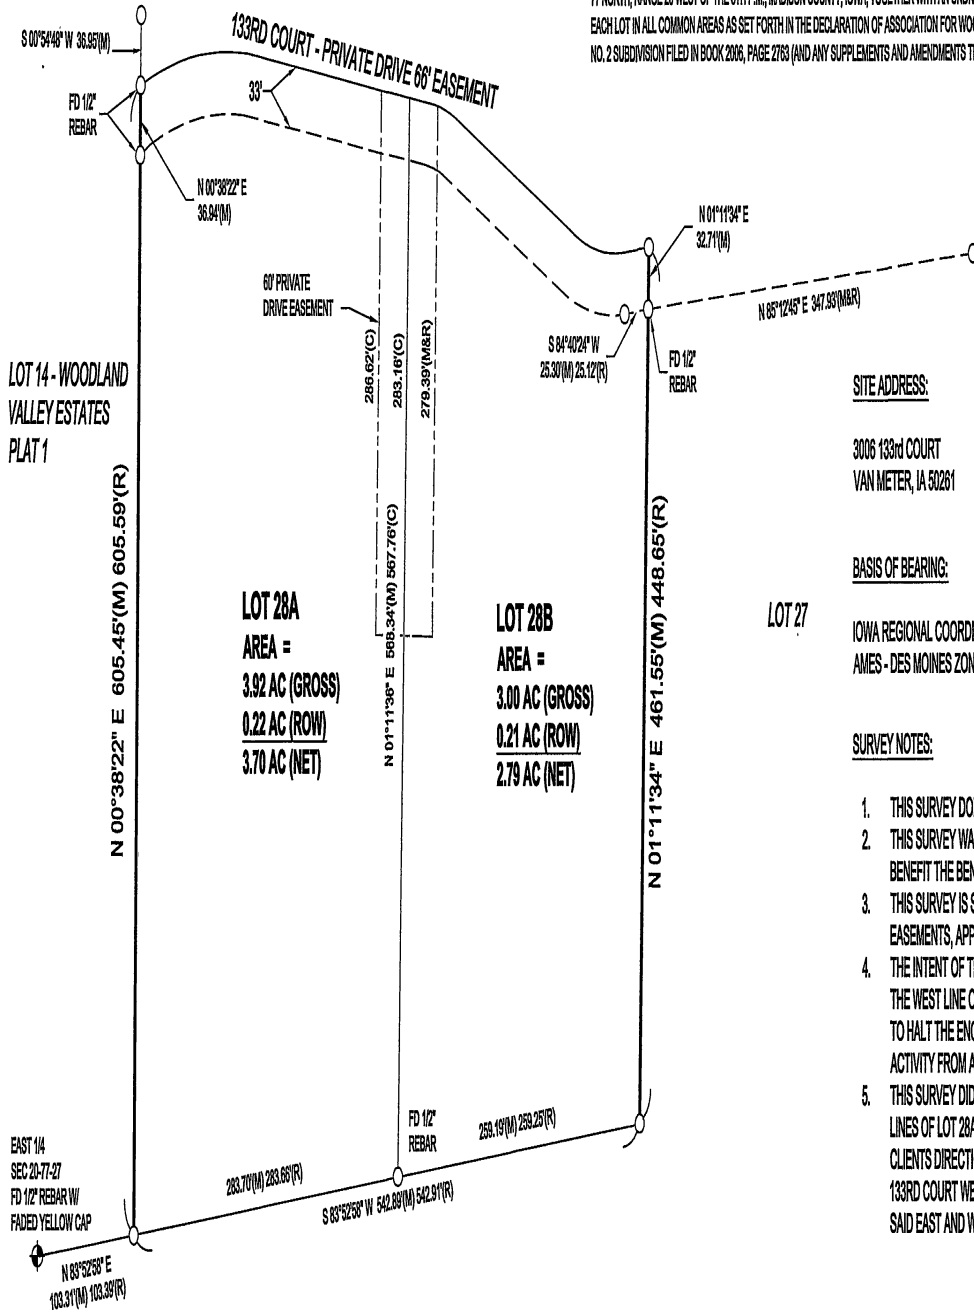 EACH LOT IN ALL COMMON AREAS AS SET FORTH IN THE DECLARATION OF ASSOCIATION FOR
NO. 2 SUBDIVISION FILED IN BOOK 2006, PAGE 2763 (AND ANY SUPPLEMENTS AND AMENDMENTS
S 00°54'48" W 36.95'(M)
133RD COURT - PRIVATE DRIVE 66' EASEMENT
33'
FD 1/2"
REBAR
N 00°38'22" E
36.94'(M)
N 01°11'34" E
32.71'(M)
60' PRIVATE
DRIVE EASEMENT
286.62'(C)
283.16'(C)
279.39'(M&R)
N 85°12'45" E 347.93'(M&R)
S 84°40'24" W
25.30'(M) 25.12'(R)
FD 1/2"
REBAR
LOT 14 - WOODLAND
VALLEY ESTATES
PLAT 1
SITE ADDRESS:
3006 133rd COURT
VAN METER, IA 50261
BASIS OF BEARING:
IOWA REGIONAL
AMES - DES MOINES
N 00°38'22" E 605.45'(M) 605.59'(R)
N 01°11'36" E 568.34'(M) 567.76'(C)
N 01°11'34" E 461.55'(M) 448.65'(R)
LOT 28A
AREA =
3.92 AC (GROSS)
0.22 AC (ROW)
3.70 AC (NET)
LOT 28B
AREA =
3.00 AC (GROSS)
0.21 AC (ROW)
2.79 AC (NET)
LOT 27
SURVEY NOTES:
1. THIS SURVEY
2. THIS SURVEY
BENEFIT THE
3. THIS SURVEY IS
EASEMENTS,
4. THE INTENT OF
THE WEST LINE
TO HALT THE
ACTIVITY FROM
5. THIS SURVEY DID
LINES OF LOT 28A
CLIENTS
133RD COURT
SAID EAST AND
FD 1/2"
REBAR
283.70'(M) 283.66'(R)
259.19'(M) 259.25'(R)
S 83°52'58" W 542.89'(M) 542.91'(R)
EAST 1/4
SEC 20-77-27
FD 1/2" REBAR W/
FADED YELLOW CAP
N 83°52'58" E
103.31'(M) 103.39'(R)